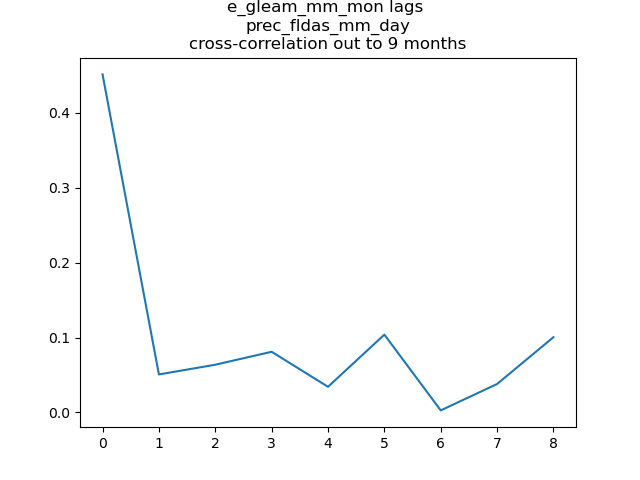 e_gleam_mm_mon lags
prec_fldas_mm_day
cross-correlation out to 9 months
0.4
0.3
0.2
0.1
0.0
0 1 2 3 4 5 6 7 8